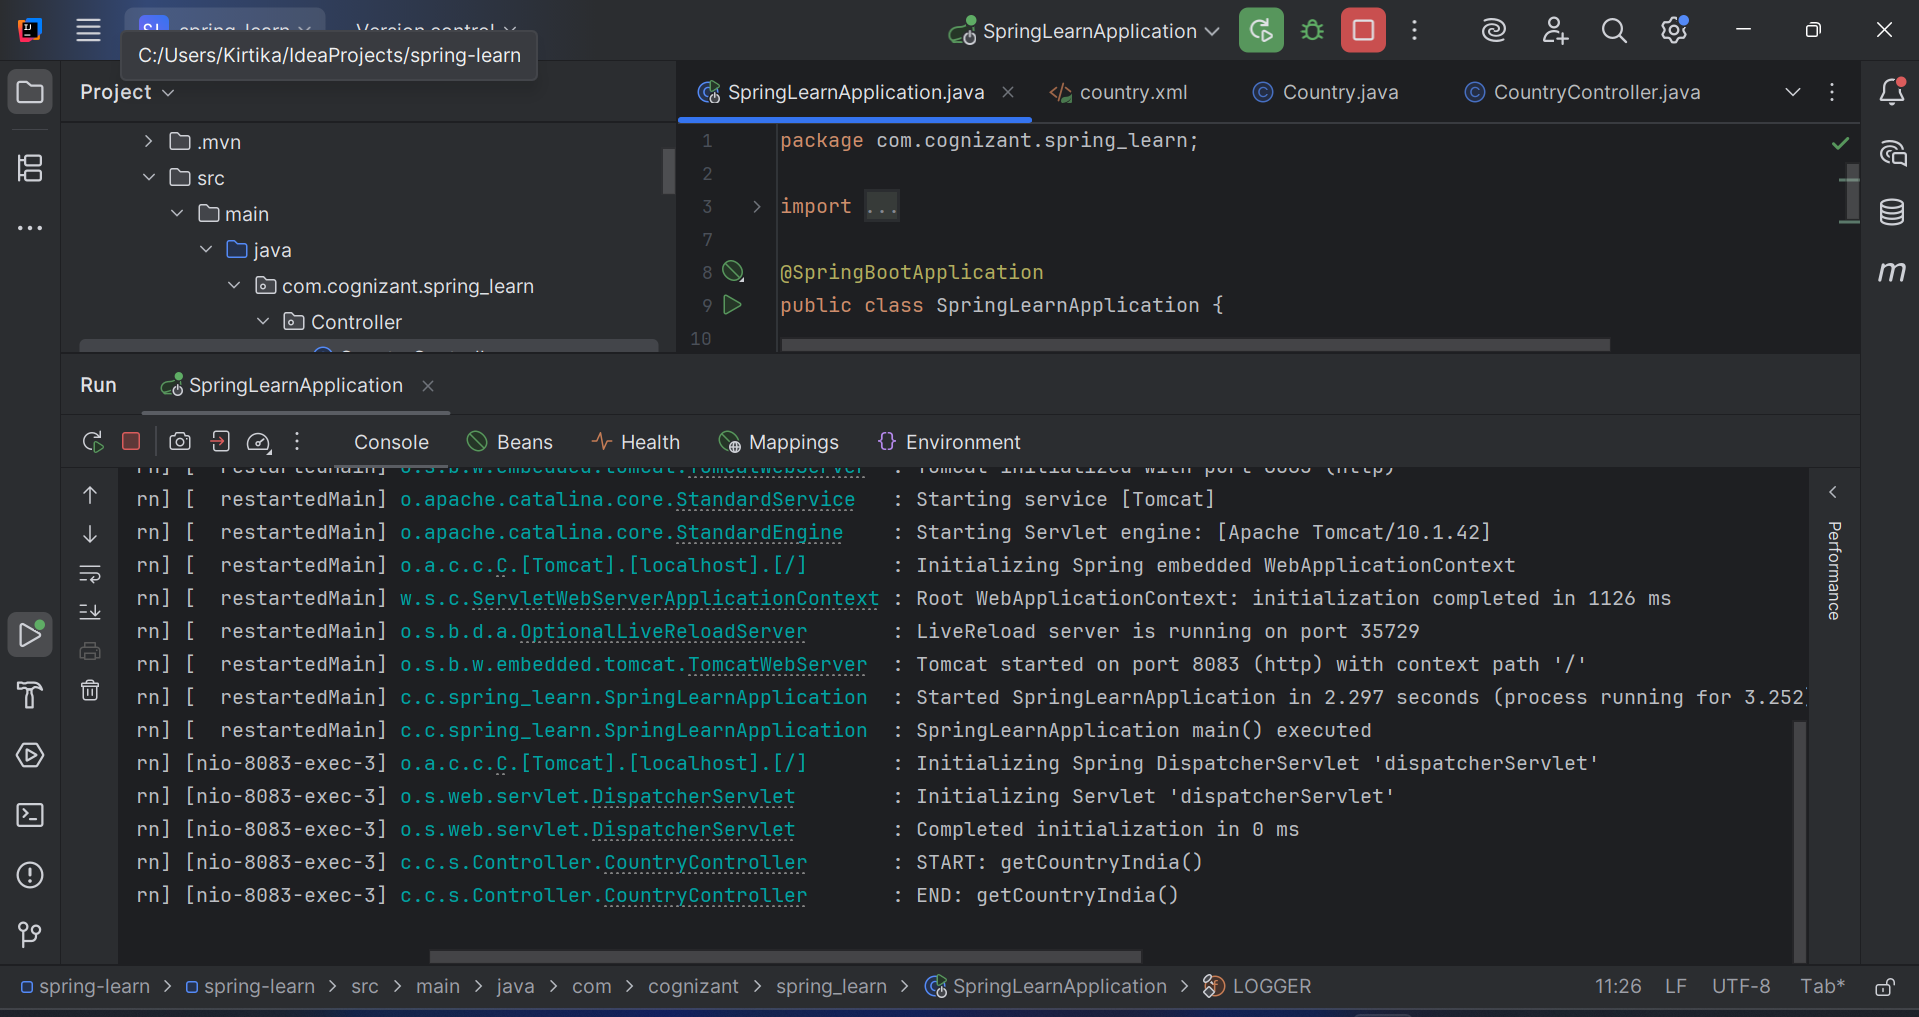 spring-learn
Version control
SpringLearnApplication
C:/Users/Kirtika/IdeaProjects/spring-learn
Project
SpringLearnApplication.java
country.xml
Country.java
CountryController.java
.mvn
src
main
java
com.cognizant.spring_learn
Controller
1 package com.cognizant.spring_learn;
2
3 import ...
7
8 @SpringBootApplication
9 public class SpringLearnApplication {
10
Run
SpringLearnApplication
Console
Beans
Health
Mappings
Environment
rn] [  restartedMain] o.s.b.w.embedded.tomcat.TomcatWebServer : Tomcat initialized with port 8083 (http)
rn] [  restartedMain] o.apache.catalina.core.StandardService : Starting service [Tomcat]
rn] [  restartedMain] o.apache.catalina.core.StandardEngine : Starting Servlet engine: [Apache Tomcat/10.1.42]
rn] [  restartedMain] o.a.c.c.C.[Tomcat].[localhost].[/] : Initializing Spring embedded WebApplicationContext
rn] [  restartedMain] w.s.c.ServletWebServerApplicationContext : Root WebApplicationContext: initialization completed in 1126 ms
rn] [  restartedMain] o.s.b.d.a.OptionalLiveReloadServer : LiveReload server is running on port 35729
rn] [  restartedMain] o.s.b.w.embedded.tomcat.TomcatWebServer : Tomcat started on port 8083 (http) with context path '/'
rn] [  restartedMain] c.c.spring_learn.SpringLearnApplication : Started SpringLearnApplication in 2.297 seconds (process running for 3.252
rn] [  restartedMain] c.c.spring_learn.SpringLearnApplication : SpringLearnApplication main() executed
rn] [nio-8083-exec-3] o.a.c.c.C.[Tomcat].[localhost].[/] : Initializing Spring DispatcherServlet 'dispatcherServlet'
rn] [nio-8083-exec-3] o.s.web.servlet.DispatcherServlet : Initializing Servlet 'dispatcherServlet'
rn] [nio-8083-exec-3] o.s.web.servlet.DispatcherServlet : Completed initialization in 0 ms
rn] [nio-8083-exec-3] c.c.s.Controller.CountryController : START: getCountryIndia()
rn] [nio-8083-exec-3] c.c.s.Controller.CountryController : END: getCountryIndia()
Performance
spring-learn > spring-learn > src > main > java > com > cognizant > spring_learn > SpringLearnApplication > LOGGER
11:26 LF UTF-8 Tab*